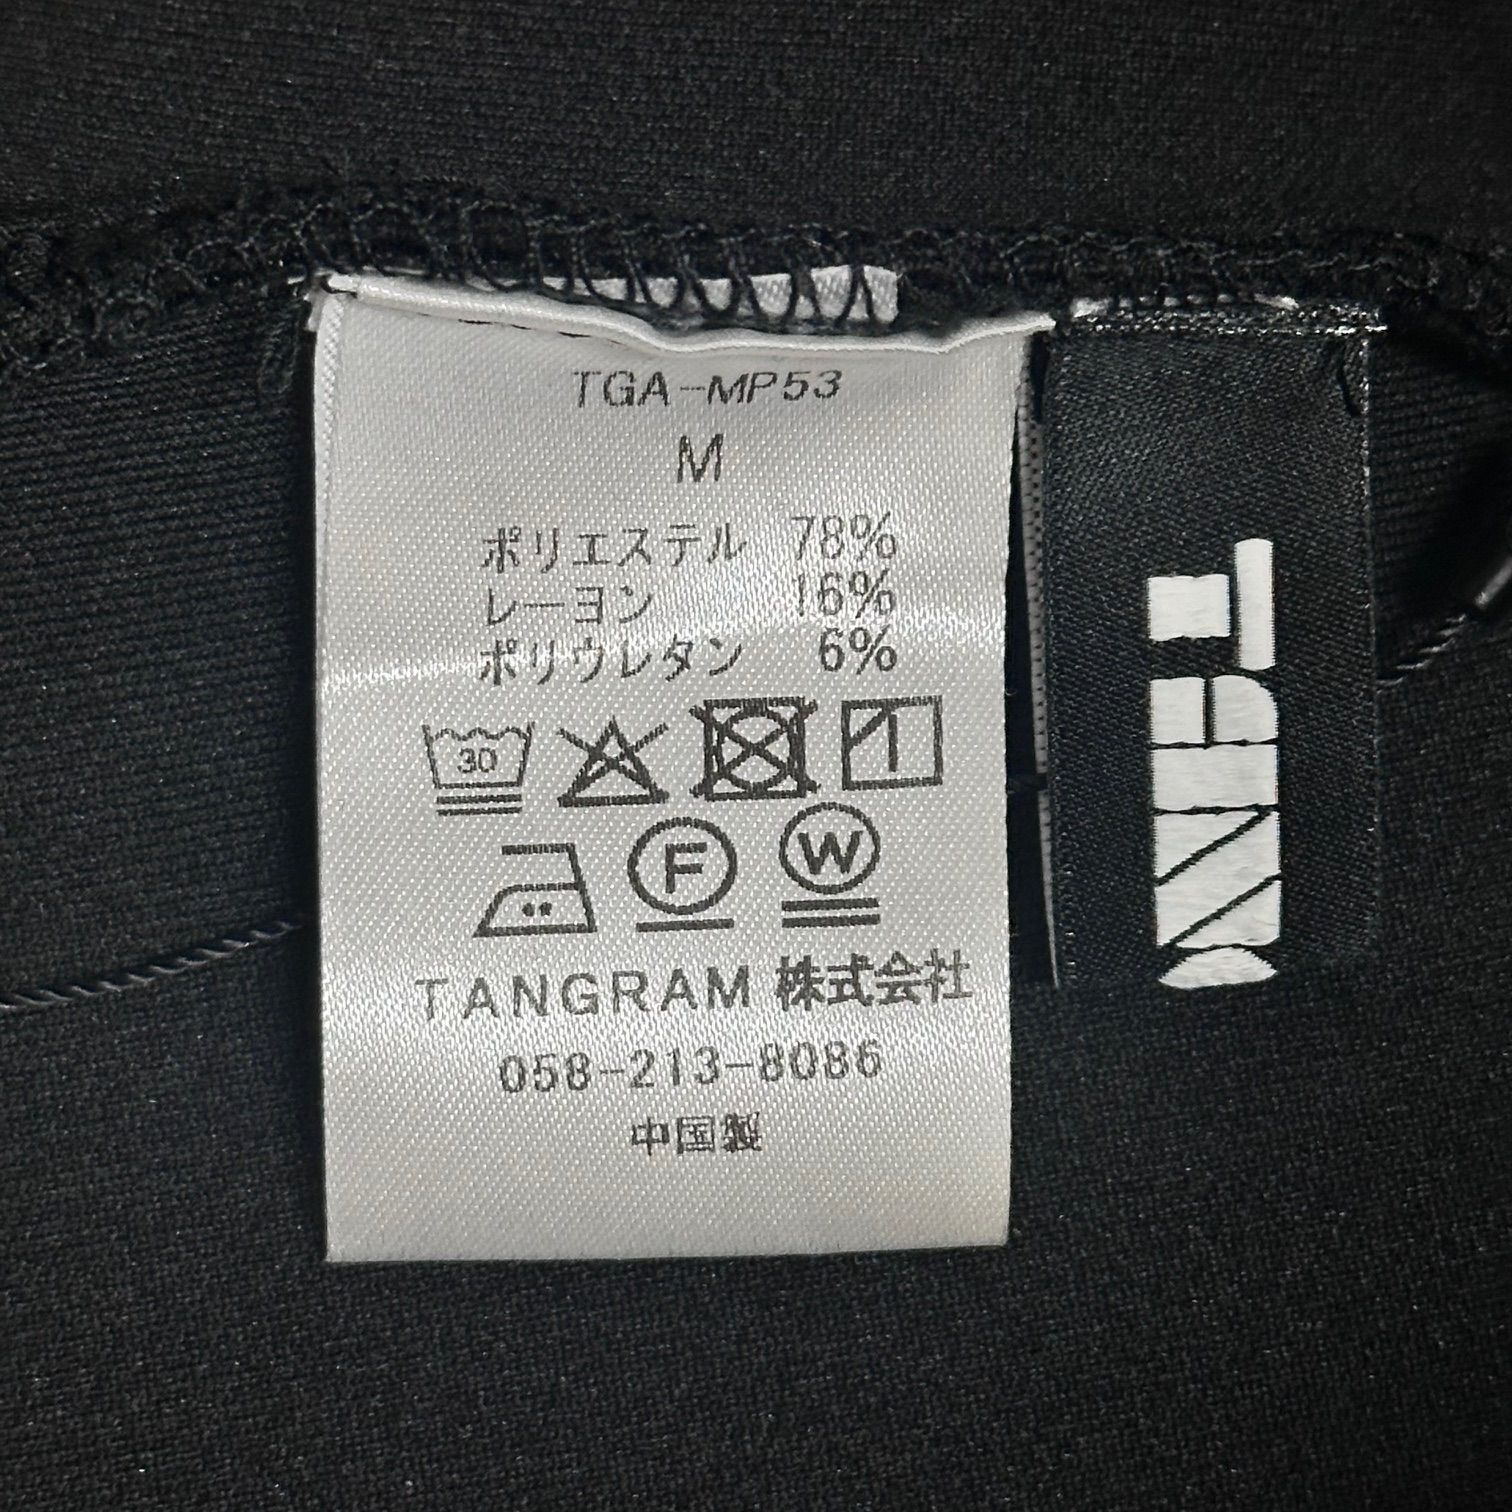 TGA-MP53
M
ポリエステル 78%
レーヨン 16%
ポリウレタン 6%
30
F
W
TANGRAM 株式会社
058-213-8086
中国製